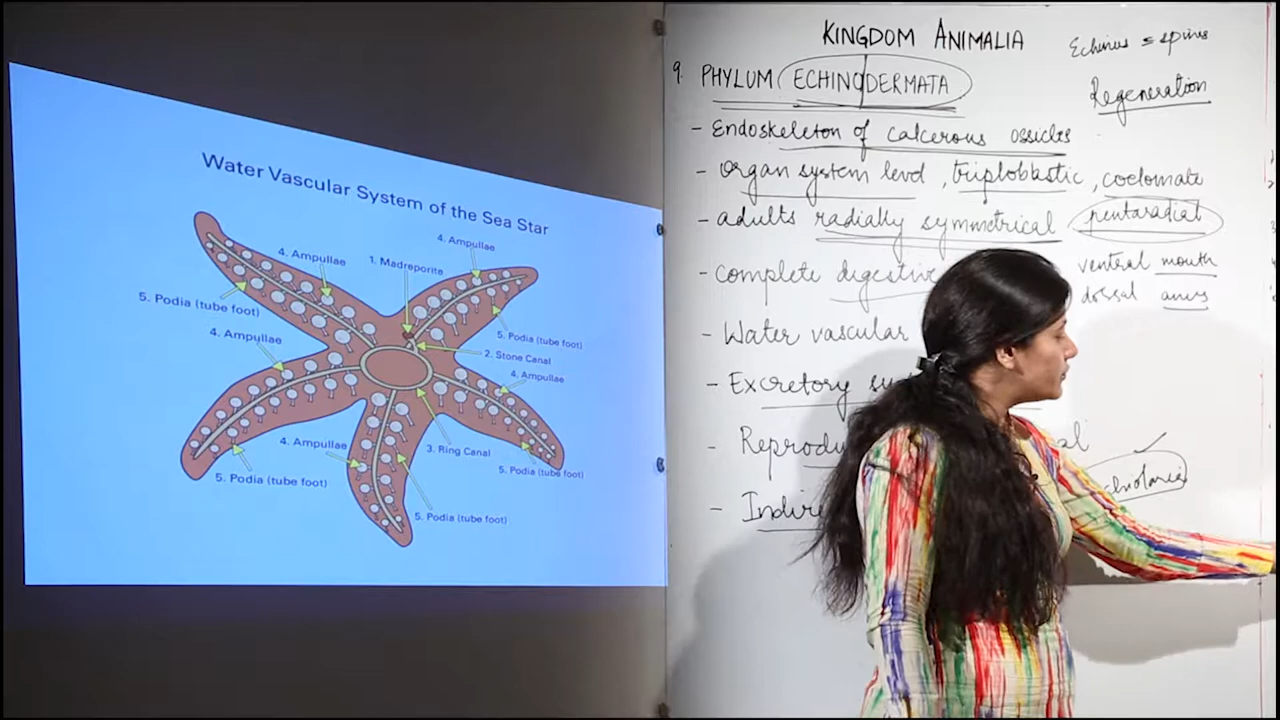 Water Vascular System of the Sea Star
4. Ampullae
4. Ampullae
1. Madreporite
5. Podia (tube foot)
5. Podia (tube foot)
4. Ampullae
2. Stone Canal
4. Ampullae
4. Ampullae
3. Ring Canal
5. Podia (tube foot)
5. Podia (tube foot)
5. Podia (tube foot)
KINGDOM ANIMALIA
Echinus = spines
9. PHYLUM ECHINODERMATA
Regeneration
- Endoskeleton of calcerous ossicles
- Organ system level, triploblastic, coelomate
- adults radially symmetrical pentaradial
- complete digestive
ventral mouth
dorsal anus
- Water vascular
- Excretory
- Reprodu
- Indire